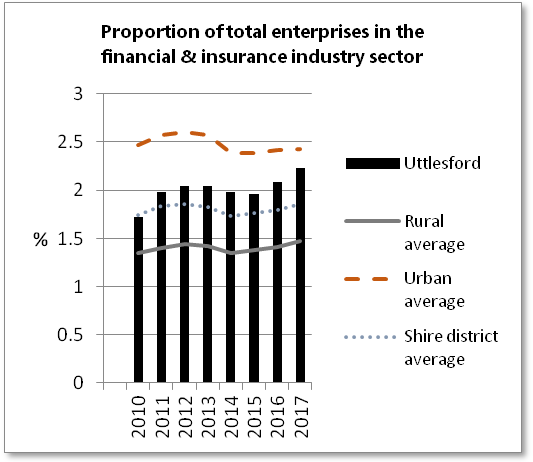 Proportion of total enterprises in the
financial & insurance industry sector
3
2.5
2
1.5
1
0.5
0
%
2010
2011
2012
2013
2014
2015
2016
2017
Uttlesford
Rural
average
Urban
average
Shire district
average